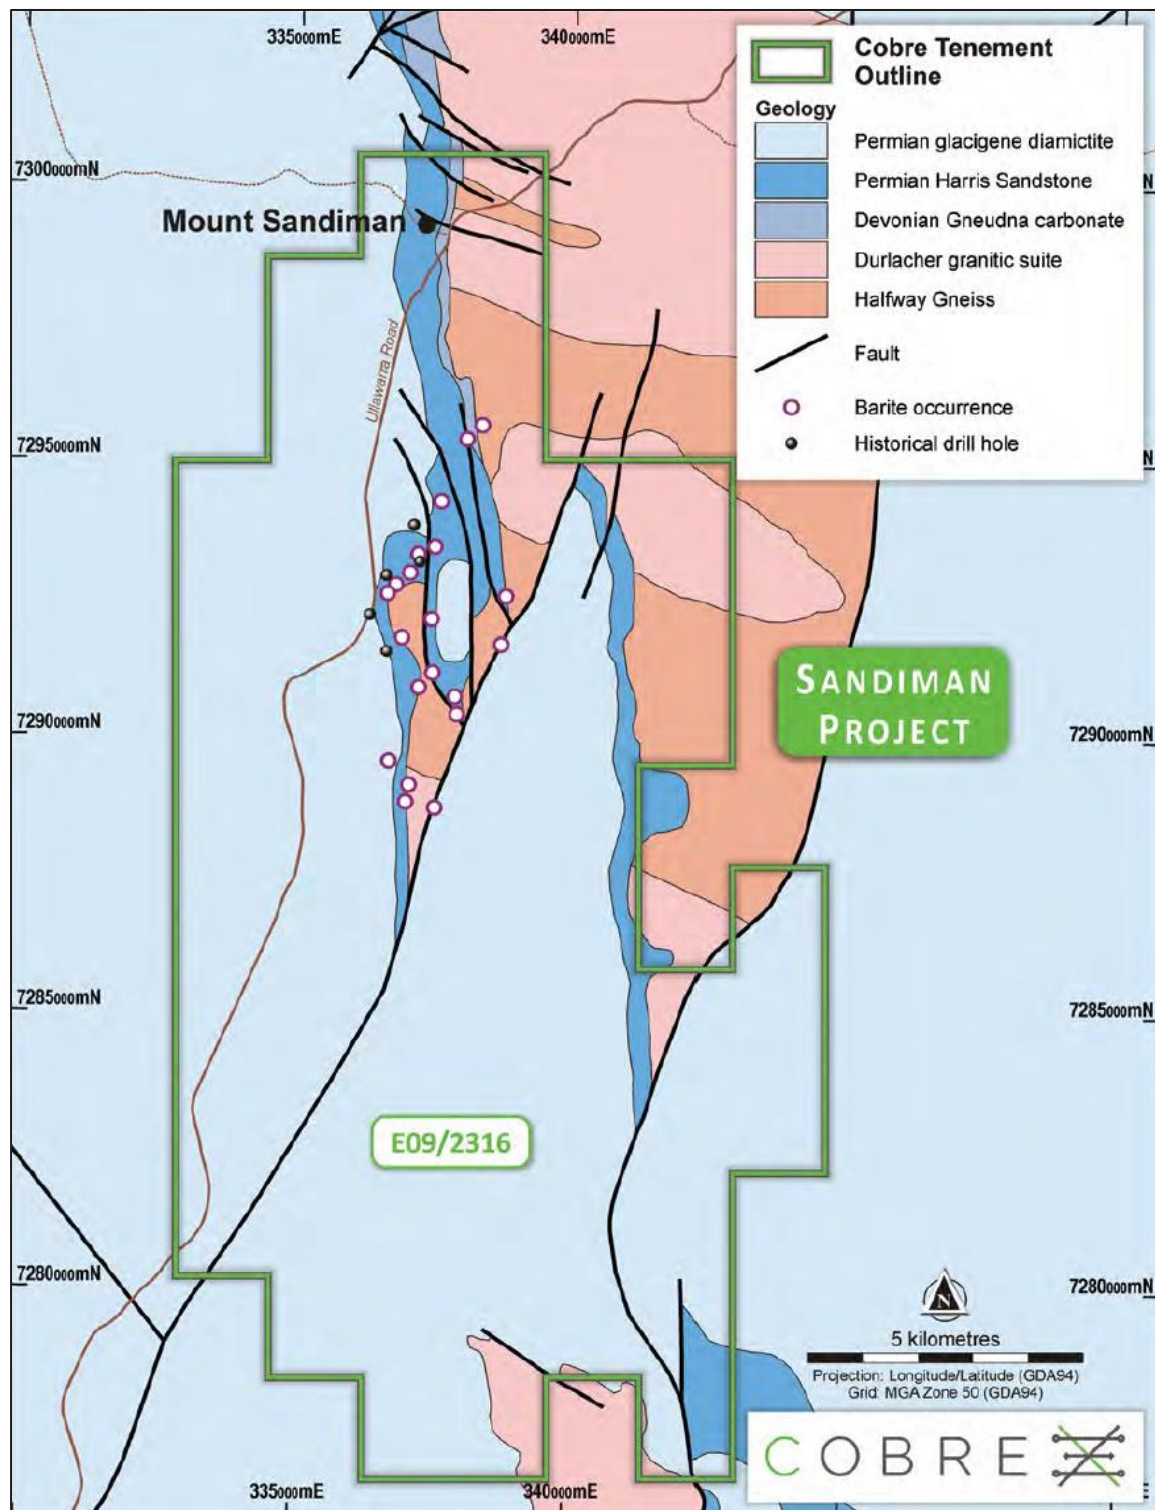 335000mE
340000mE
Cobre Tenement
Outline
Geology
Permian glacigene diamictite
Permian Harris Sandstone
Devonian Gneudna carbonate
Durlacher granitic suite
Halfway Gneiss
Fault
Barite occurrence
Historical drill hole
7300000mN
N
Mount Sandiman
Ullawarra Road
7295000mN
N
SANDIMAN
PROJECT
7290000mN
7290000mN
7285000mN
7285000mN
E09/2316
7280000mN
7280000mN
N
5 kilometres
Projection: Longitude/Latitude (GDA94)
Grid: MGA Zone 50 (GDA94)
COBRE
335000mE
340000mE
E